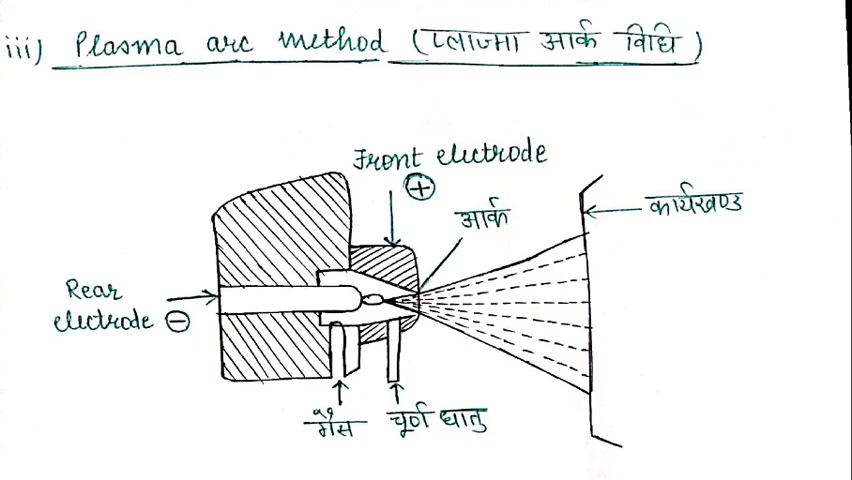 iii) Plasma arc method (प्लाज्मा आर्क विधि)
Front electrode
⊕
आर्क
कार्यखण्ड
Rear
electrode ⊖
गैस
चूर्ण धातु